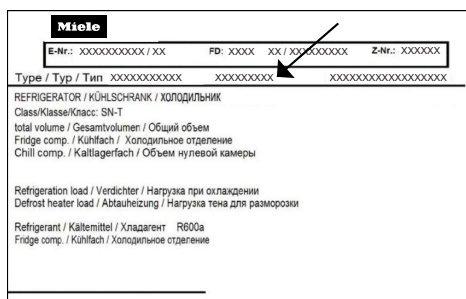 Miele
E-Nr.: XXXXXXXXXX / XX FD: XXXX XX / XXXXXXXXX Z-Nr.: XXXXXX
Type / Typ / Тип XXXXXXXXXXX XXXXXXXXX XXXXXXXXXXXXXXXXXX
REFRIGERATOR / KÜHLSCHRANK / ХОЛОДИЛЬНИК
Class/Klasse/Класс: SN-T
total volume / Gesamtvolumen / Общий объем
Fridge comp. / Kühlfach / Холодильное отделение
Chill comp. / Kaltlagerfach / Объем нулевой камеры
Refrigeration load / Verdichter / Нагрузка при охлаждении
Defrost heater load / Abtauheizung / Нагрузка тена для разморозки
Refrigerant / Kältemittel / Хладагент R600a
Fridge comp. / Kühlfach / Холодильное отделение